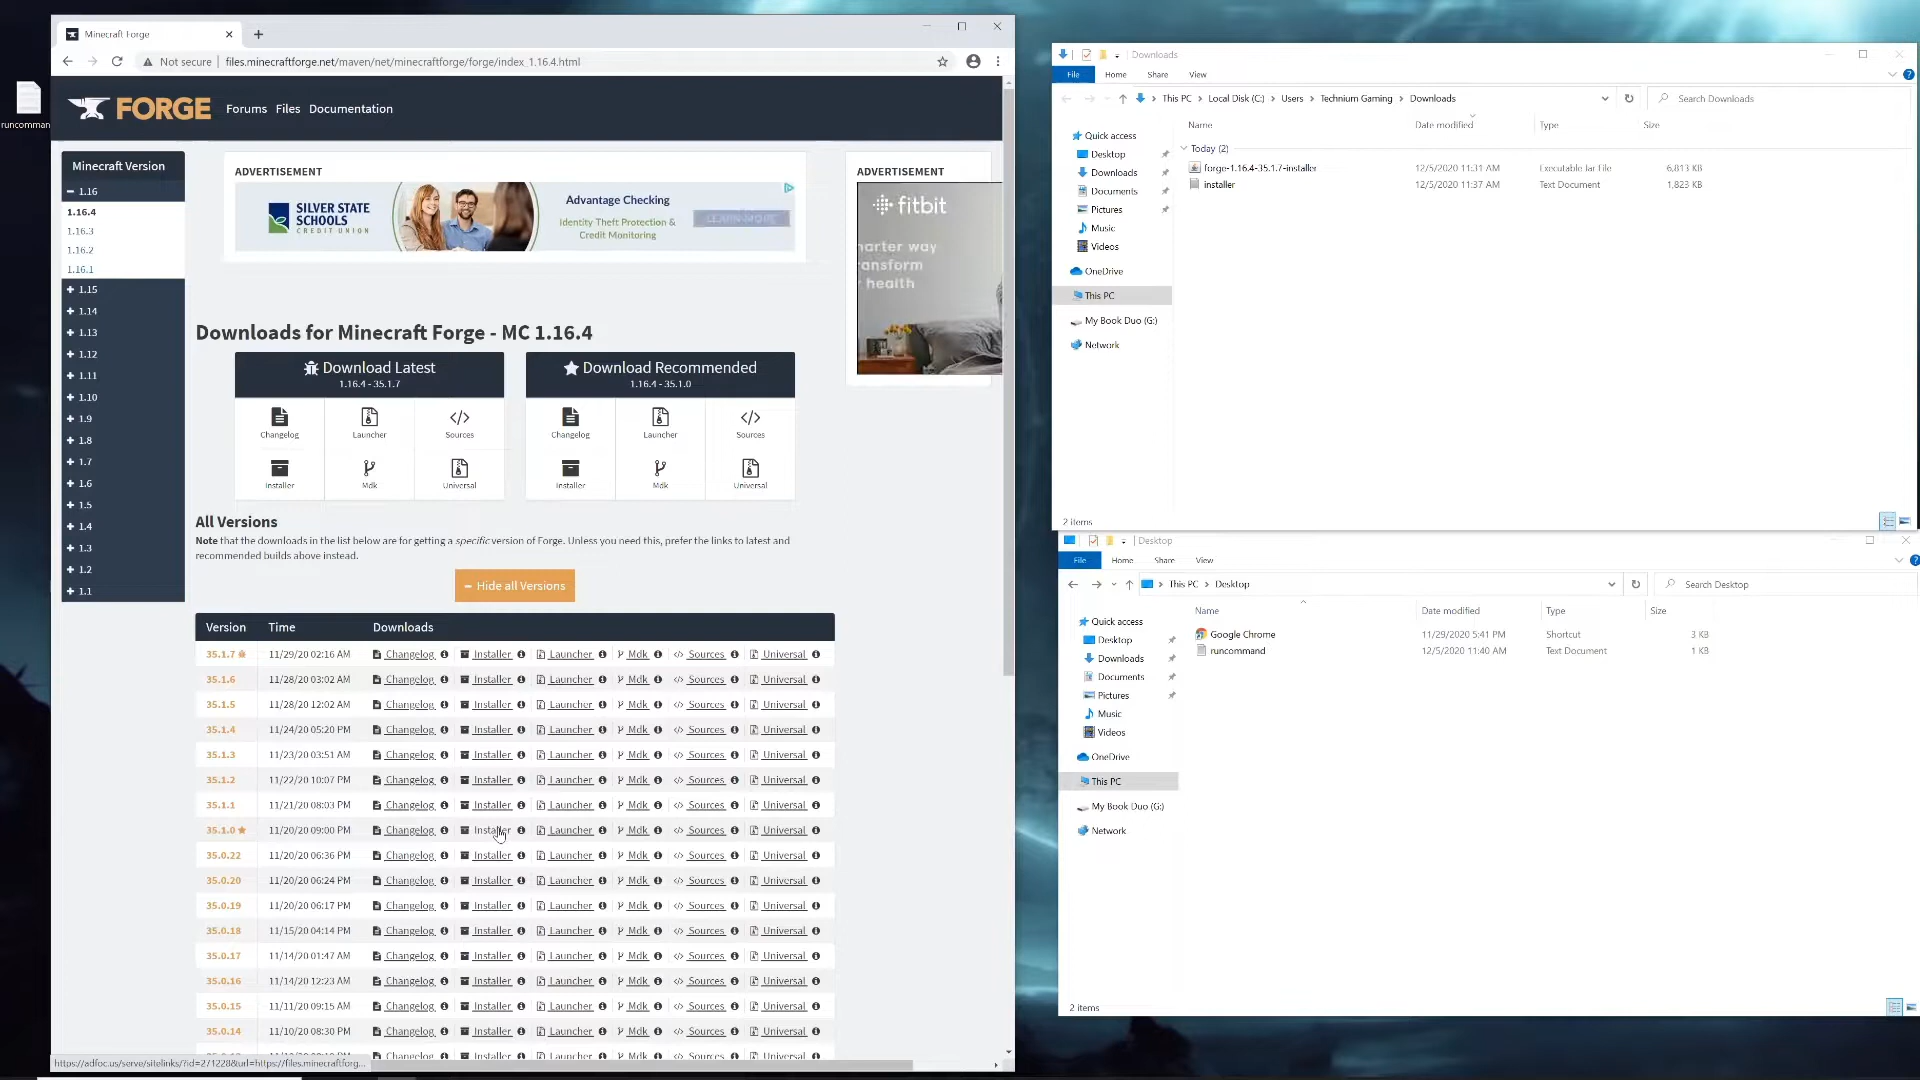 Minecraft Forge
Not secure | files.minecraftforge.net/maven/net/minecraftforge/forge/index_1.16.4.html
runcomman
FORGE Forums Files Documentation
Minecraft Version
1.16
1.16.4
1.16.3
1.16.2
1.16.1
1.15
1.14
1.13
1.12
1.11
1.10
1.9
1.8
1.7
1.6
1.5
1.4
1.3
1.2
1.1
ADVERTISEMENT
SILVER STATE
SCHOOLS
CREDIT UNION
Advantage Checking
Identity Theft Protection &
Credit Monitoring
LEARN MORE
ADVERTISEMENT
fitbit
marter way
ansform
health
Downloads for Minecraft Forge - MC 1.16.4
Download Latest
1.16.4 - 35.1.7
Changelog Launcher Sources
Installer Mdk Universal
Download Recommended
1.16.4 - 35.1.0
Changelog Launcher Sources
Installer Mdk Universal
All Versions
Note that the downloads in the list below are for getting a specific version of Forge. Unless you need this, prefer the links to latest and
recommended builds above instead.
Hide all Versions
Version Time Downloads
35.1.7 11/29/20 02:16 AM Changelog Installer Launcher Mdk Sources Universal
35.1.6 11/28/20 03:02 AM Changelog Installer Launcher Mdk Sources Universal
35.1.5 11/28/20 12:02 AM Changelog Installer Launcher Mdk Sources Universal
35.1.4 11/24/20 05:20 PM Changelog Installer Launcher Mdk Sources Universal
35.1.3 11/23/20 03:51 AM Changelog Installer Launcher Mdk Sources Universal
35.1.2 11/22/20 10:07 PM Changelog Installer Launcher Mdk Sources Universal
35.1.1 11/21/20 08:03 PM Changelog Installer Launcher Mdk Sources Universal
35.1.0 11/20/20 09:00 PM Changelog Installer Launcher Mdk Sources Universal
35.0.22 11/20/20 06:36 PM Changelog Installer Launcher Mdk Sources Universal
35.0.20 11/20/20 06:24 PM Changelog Installer Launcher Mdk Sources Universal
35.0.19 11/20/20 06:17 PM Changelog Installer Launcher Mdk Sources Universal
35.0.18 11/15/20 04:14 PM Changelog Installer Launcher Mdk Sources Universal
35.0.17 11/14/20 01:47 AM Changelog Installer Launcher Mdk Sources Universal
35.0.16 11/14/20 12:23 AM Changelog Installer Launcher Mdk Sources Universal
35.0.15 11/11/20 09:15 AM Changelog Installer Launcher Mdk Sources Universal
35.0.14 11/10/20 08:30 PM Changelog Installer Launcher Mdk Sources Universal
Changelog Installer Launcher Mdk Sources Universal
https://adfoc.us/serve/sitelinks/?id=271228&url=https://files.minecraftforg...
Downloads
File Home Share View
This PC > Local Disk (C:) > Users > Technium Gaming > Downloads
Search Downloads
Name Date modified Type Size
Today (2)
forge-1.16.4-35.1.7-installer 12/5/2020 11:31 AM Executable Jar File 6,813 KB
installer 12/5/2020 11:37 AM Text Document 1,823 KB
Quick access
Desktop
Downloads
Documents
Pictures
Music
Videos
OneDrive
This PC
My Book Duo (G:)
Network
2 items
Desktop
File Home Share View
This PC > Desktop
Search Desktop
Name Date modified Type Size
Google Chrome 11/29/2020 5:41 PM Shortcut 3 KB
runcommand 12/5/2020 11:40 AM Text Document 1 KB
Quick access
Desktop
Downloads
Documents
Pictures
Music
Videos
OneDrive
This PC
My Book Duo (G:)
Network
2 items